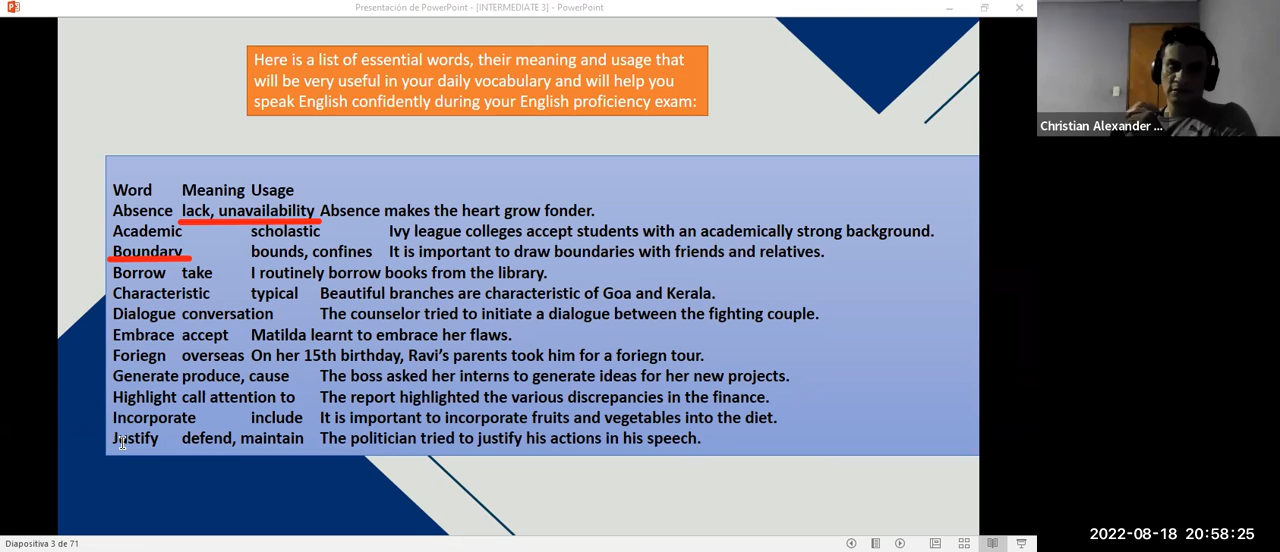 Presentación de PowerPoint - [INTERMEDIATE 3] - PowerPoint
Here is a list of essential words, their meaning and usage that
will be very useful in your daily vocabulary and will help you
speak English confidently during your English proficiency exam:
Christian Alexander ...
Word Meaning Usage
Absence lack, unavailability Absence makes the heart grow fonder.
Academic scholastic Ivy league colleges accept students with an academically strong background.
Boundary bounds, confines It is important to draw boundaries with friends and relatives.
Borrow take I routinely borrow books from the library.
Characteristic typical Beautiful branches are characteristic of Goa and Kerala.
Dialogue conversation The counselor tried to initiate a dialogue between the fighting couple.
Embrace accept Matilda learnt to embrace her flaws.
Foriegn overseas On her 15th birthday, Ravi’s parents took him for a foriegn tour.
Generate produce, cause The boss asked her interns to generate ideas for her new projects.
Highlight call attention to The report highlighted the various discrepancies in the finance.
Incorporate include It is important to incorporate fruits and vegetables into the diet.
Justify defend, maintain The politician tried to justify his actions in his speech.
Diapositiva 3 de 71
2022-08-18 20:58:25